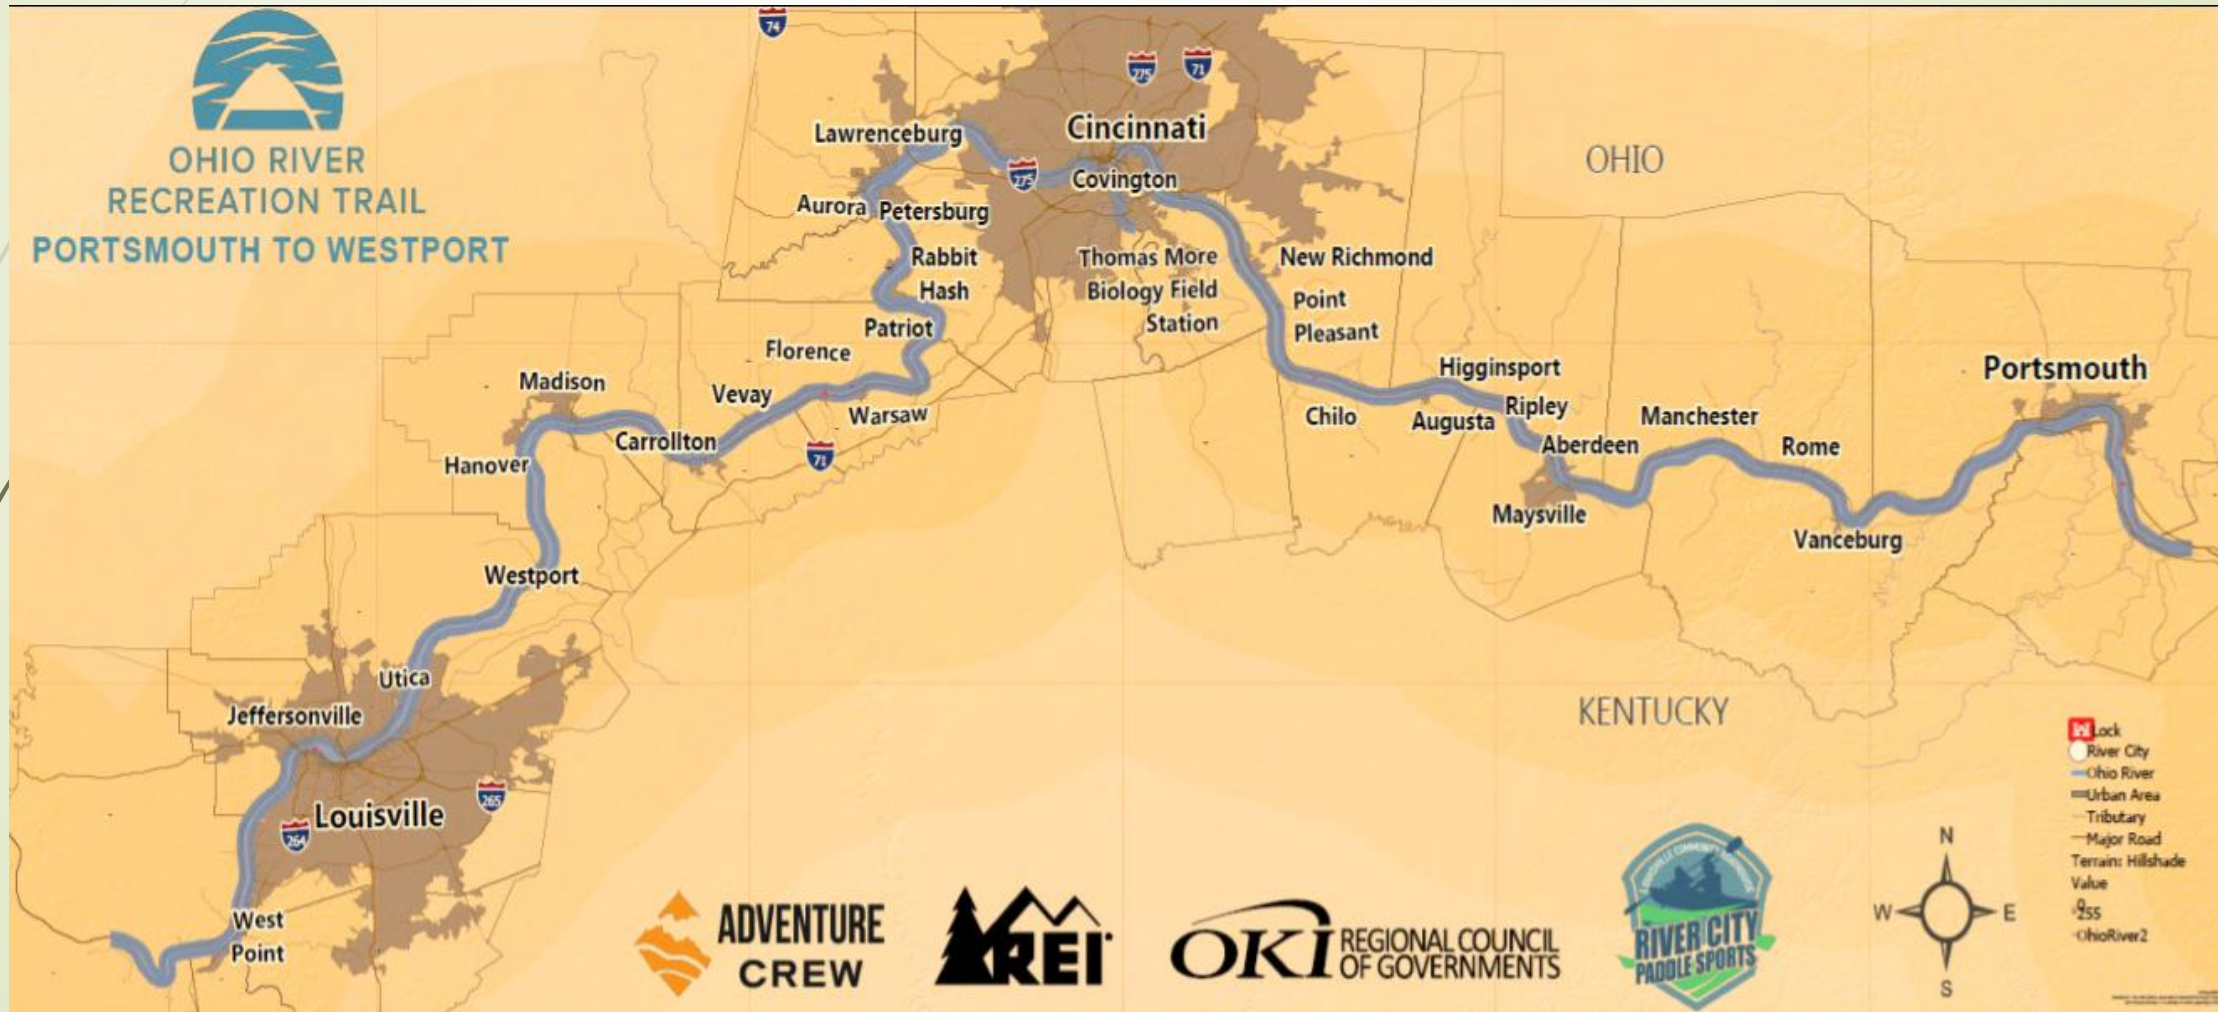 OHIO RIVER
RECREATION TRAIL
PORTSMOUTH TO WESTPORT
74
275
71
Lawrenceburg
Cincinnati
OHIO
275
Covington
Aurora
Petersburg
Rabbit
Hash
Thomas More
Biology Field
Station
New Richmond
Point
Pleasant
Patriot
Florence
Madison
Vevay
Warsaw
Higginsport
Portsmouth
Chilo
Augusta
Ripley
Manchester
Carrollton
71
Aberdeen
Rome
Hanover
Maysville
Vanceburg
Westport
Utica
Jeffersonville
KENTUCKY
265
Louisville
264
West
Point
Lock
River City
Ohio River
Urban Area
Tributary
Major Road
Terrain: Hillshade
Value
255
OhioRiver2
N
W
E
S
ADVENTURE
CREW
REI
OKI
REGIONAL COUNCIL
OF GOVERNMENTS
RIVER CITY
PADDLE SPORTS